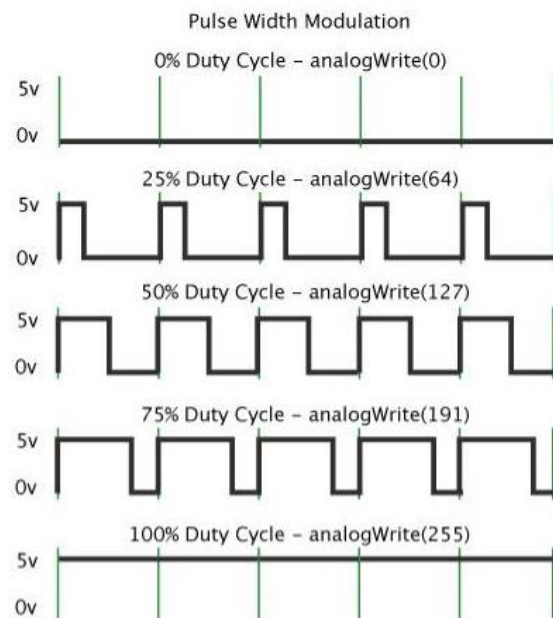 Pulse Width Modulation
0% Duty Cycle – analogWrite(0)
5v
0v
25% Duty Cycle – analogWrite(64)
5v
0v
50% Duty Cycle – analogWrite(127)
5v
0v
75% Duty Cycle – analogWrite(191)
5v
0v
100% Duty Cycle – analogWrite(255)
5v
0v